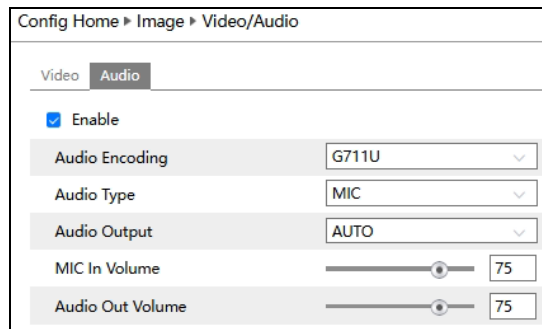 Config Home ▸ Image ▸ Video/Audio
Video Audio
Enable
Audio Encoding G711U
Audio Type MIC
Audio Output AUTO
MIC In Volume 75
Audio Out Volume 75